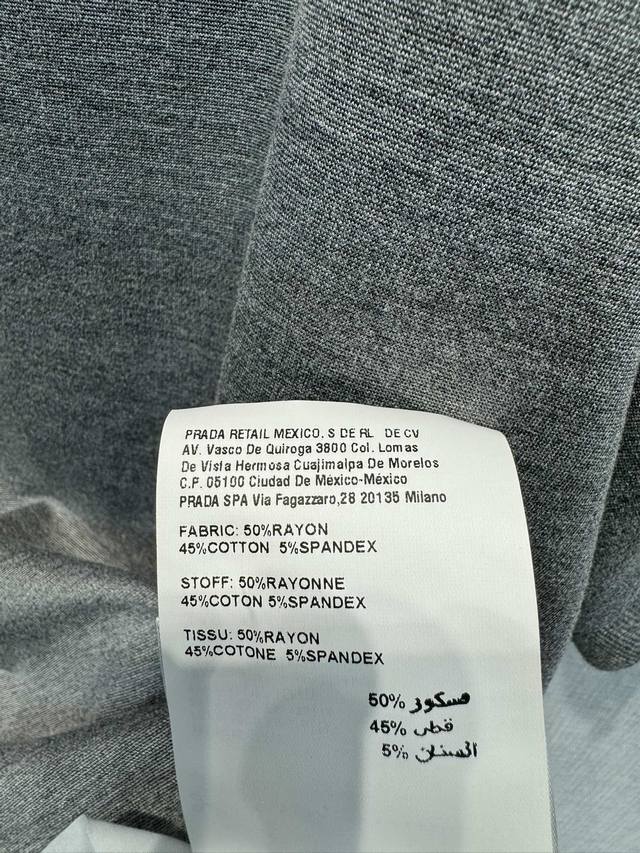 PRADA RETAIL MEXICO. S DE RL DE CV
AV. Vasco De Quiroga 3800 Col. Lomas
De Vista Hermosa Cuajimalpa De Morelos
C.P. 05100 Ciudad De México-México
PRADA SPA Via Fagazzaro,28 20135 Milano
FABRIC: 50%RAYON
45%COTTON 5%SPANDEX
STOFF: 50%RAYONNE
45%COTON 5%SPANDEX
TISSU: 50%RAYON
45%COTONE 5%SPANDEX
50% فسكوز
45% قطن
5%